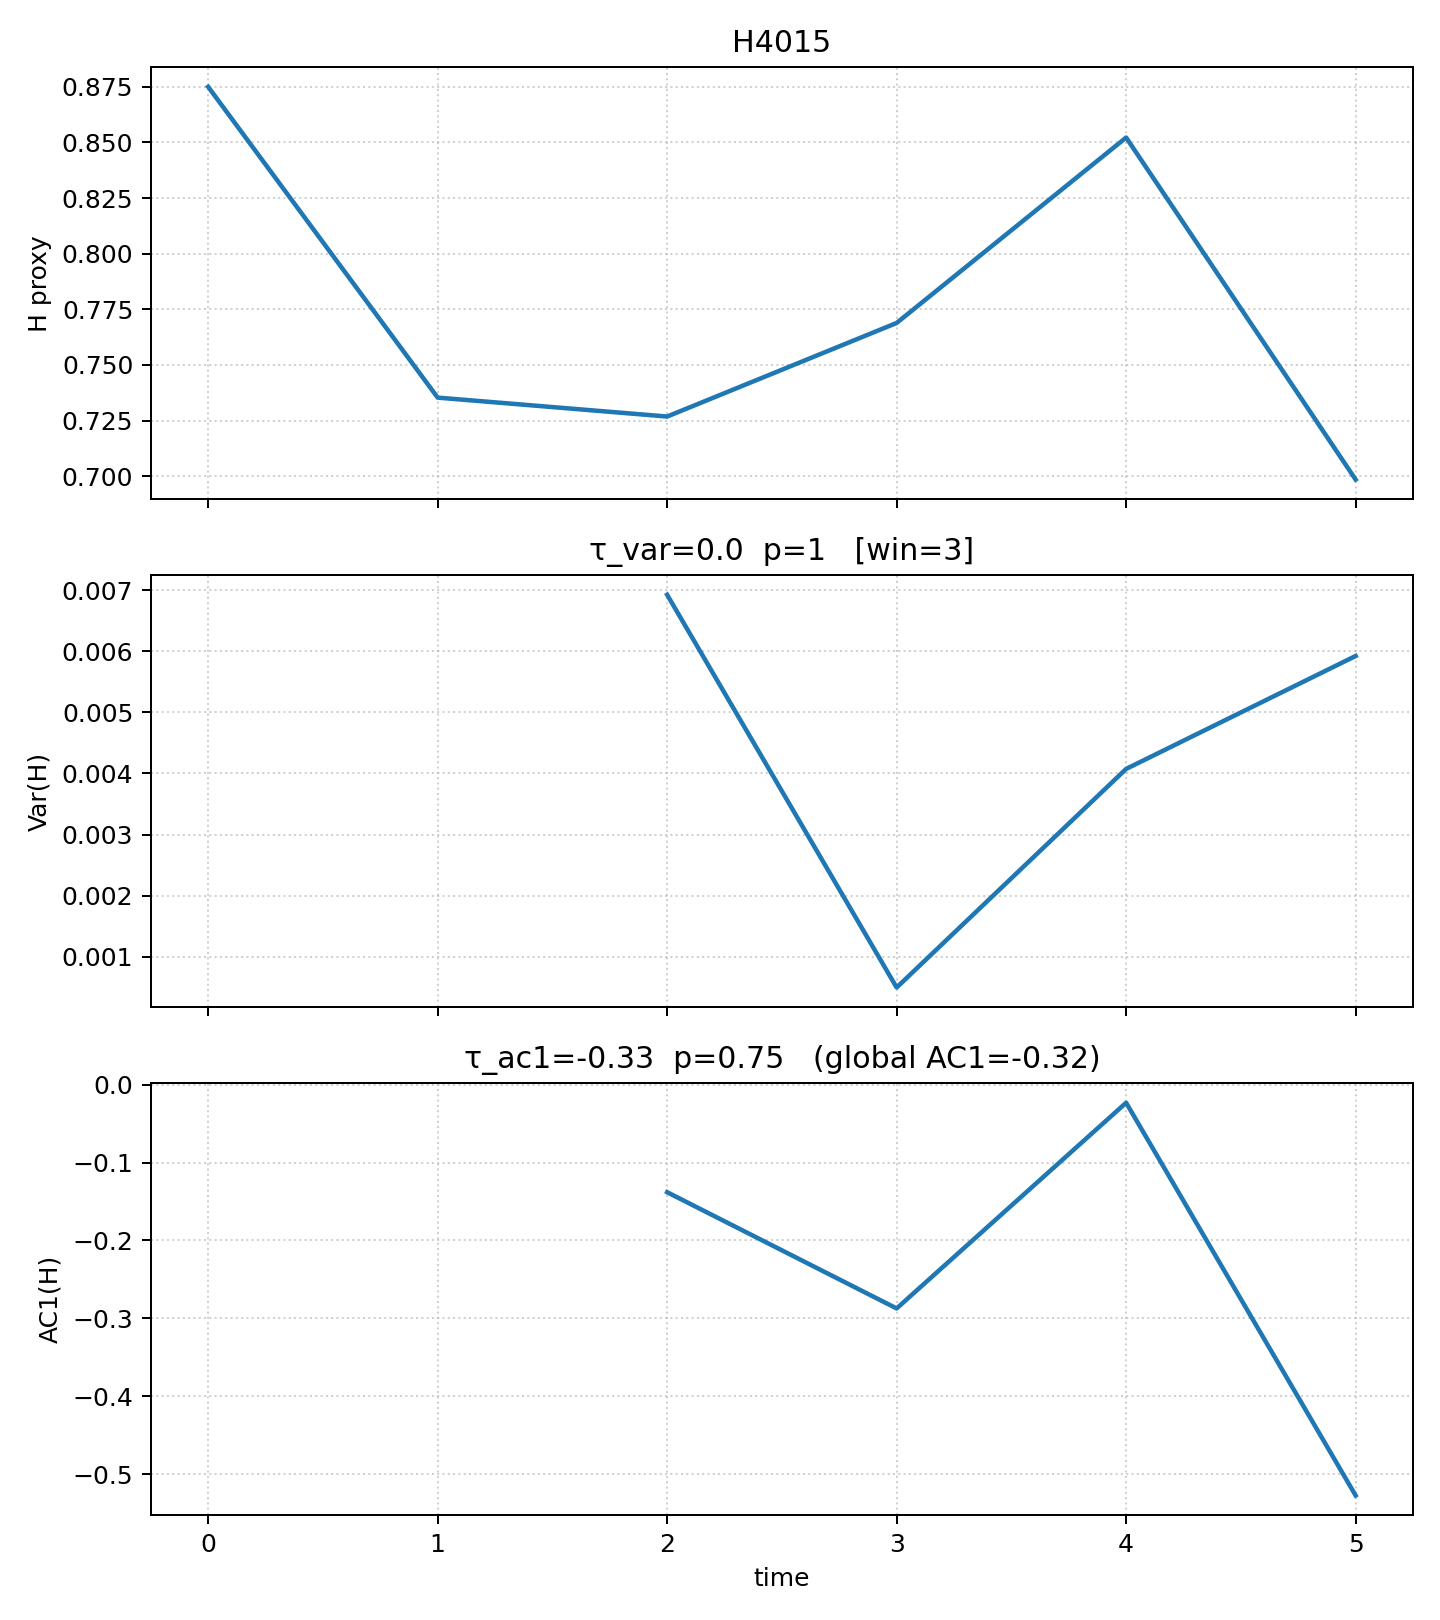 H4015
H proxy
0.875
0.850
0.825
0.800
0.775
0.750
0.725
0.700
τ_var=0.0  p=1   [win=3]
Var(H)
0.007
0.006
0.005
0.004
0.003
0.002
0.001
τ_ac1=-0.33  p=0.75   (global AC1=-0.32)
AC1(H)
0.0
−0.1
−0.2
−0.3
−0.4
−0.5
0 1 2 3 4 5
time